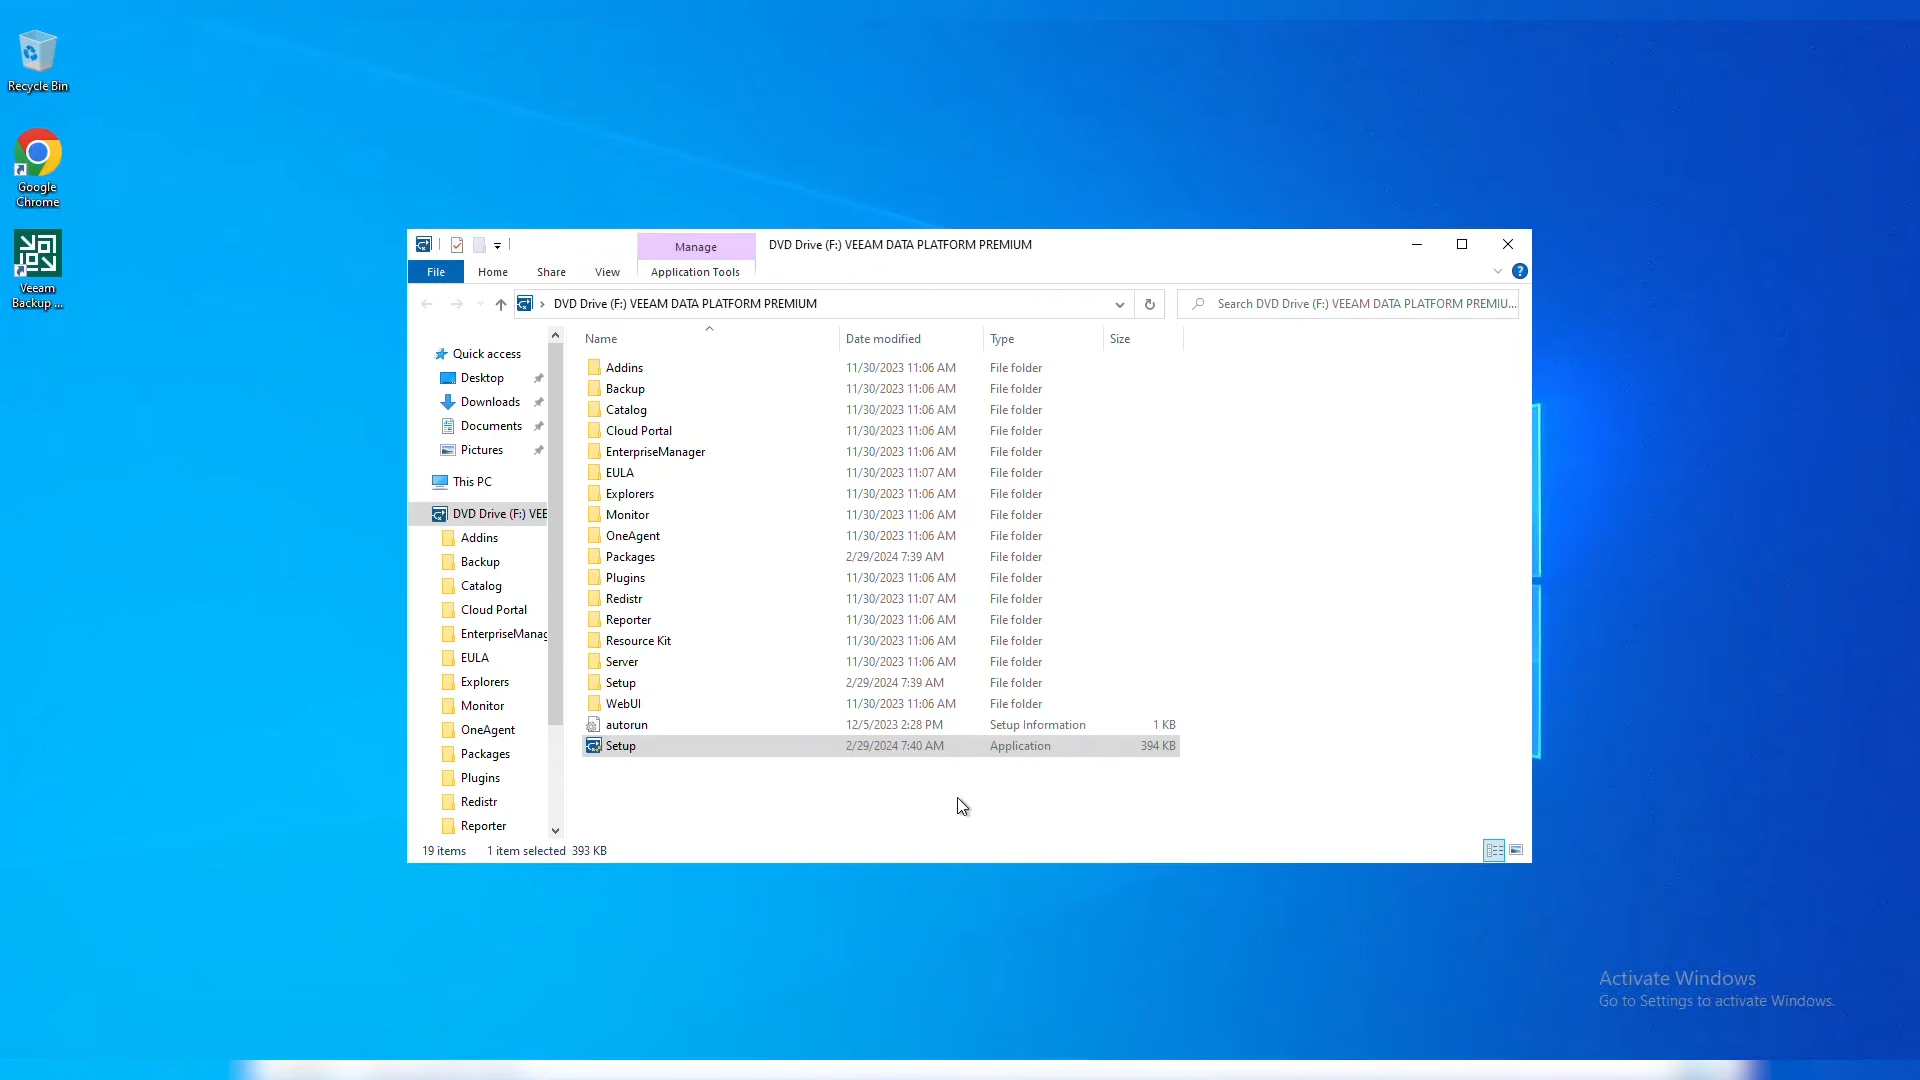 Recycle Bin
Google
Chrome
Veeam
Backup ...
Manage
DVD Drive (F:) VEEAM DATA PLATFORM PREMIUM
File
Home
Share
View
Application Tools
DVD Drive (F:) VEEAM DATA PLATFORM PREMIUM
Search DVD Drive (F:) VEEAM DATA PLATFORM PREMIU...
Quick access
Desktop
Downloads
Documents
Pictures
This PC
DVD Drive (F:) VEE
Addins
Backup
Catalog
Cloud Portal
EnterpriseManag
EULA
Explorers
Monitor
OneAgent
Packages
Plugins
Redistr
Reporter
Name Date modified Type Size
Addins 11/30/2023 11:06 AM File folder
Backup 11/30/2023 11:06 AM File folder
Catalog 11/30/2023 11:06 AM File folder
Cloud Portal 11/30/2023 11:06 AM File folder
EnterpriseManager 11/30/2023 11:06 AM File folder
EULA 11/30/2023 11:07 AM File folder
Explorers 11/30/2023 11:06 AM File folder
Monitor 11/30/2023 11:06 AM File folder
OneAgent 11/30/2023 11:06 AM File folder
Packages 2/29/2024 7:39 AM File folder
Plugins 11/30/2023 11:06 AM File folder
Redistr 11/30/2023 11:07 AM File folder
Reporter 11/30/2023 11:06 AM File folder
Resource Kit 11/30/2023 11:06 AM File folder
Server 11/30/2023 11:06 AM File folder
Setup 2/29/2024 7:39 AM File folder
WebUI 11/30/2023 11:06 AM File folder
autorun 12/5/2023 2:28 PM Setup Information 1 KB
Setup 2/29/2024 7:40 AM Application 394 KB
19 items 1 item selected 393 KB
Activate Windows
Go to Settings to activate Windows.